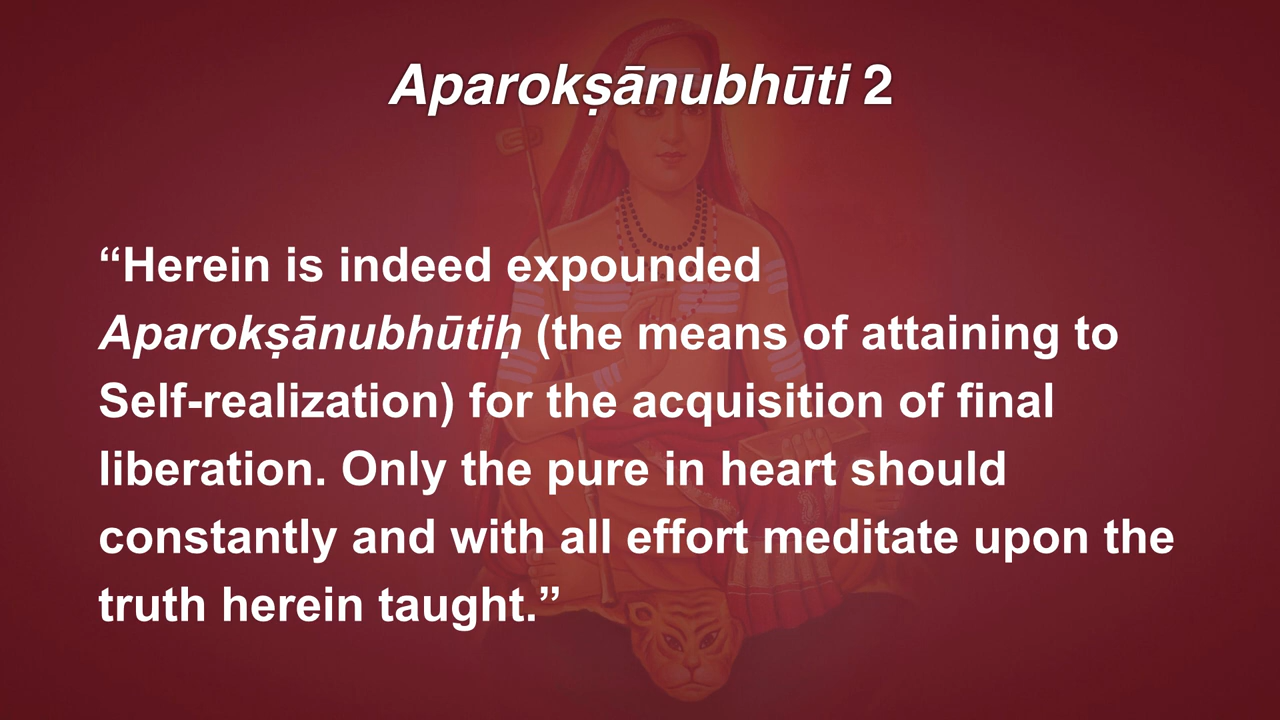 Aparokṣānubhūti 2
“Herein is indeed expounded
Aparokṣānubhūtiḥ (the means of attaining to
Self-realization) for the acquisition of final
liberation. Only the pure in heart should
constantly and with all effort meditate upon the
truth herein taught.”